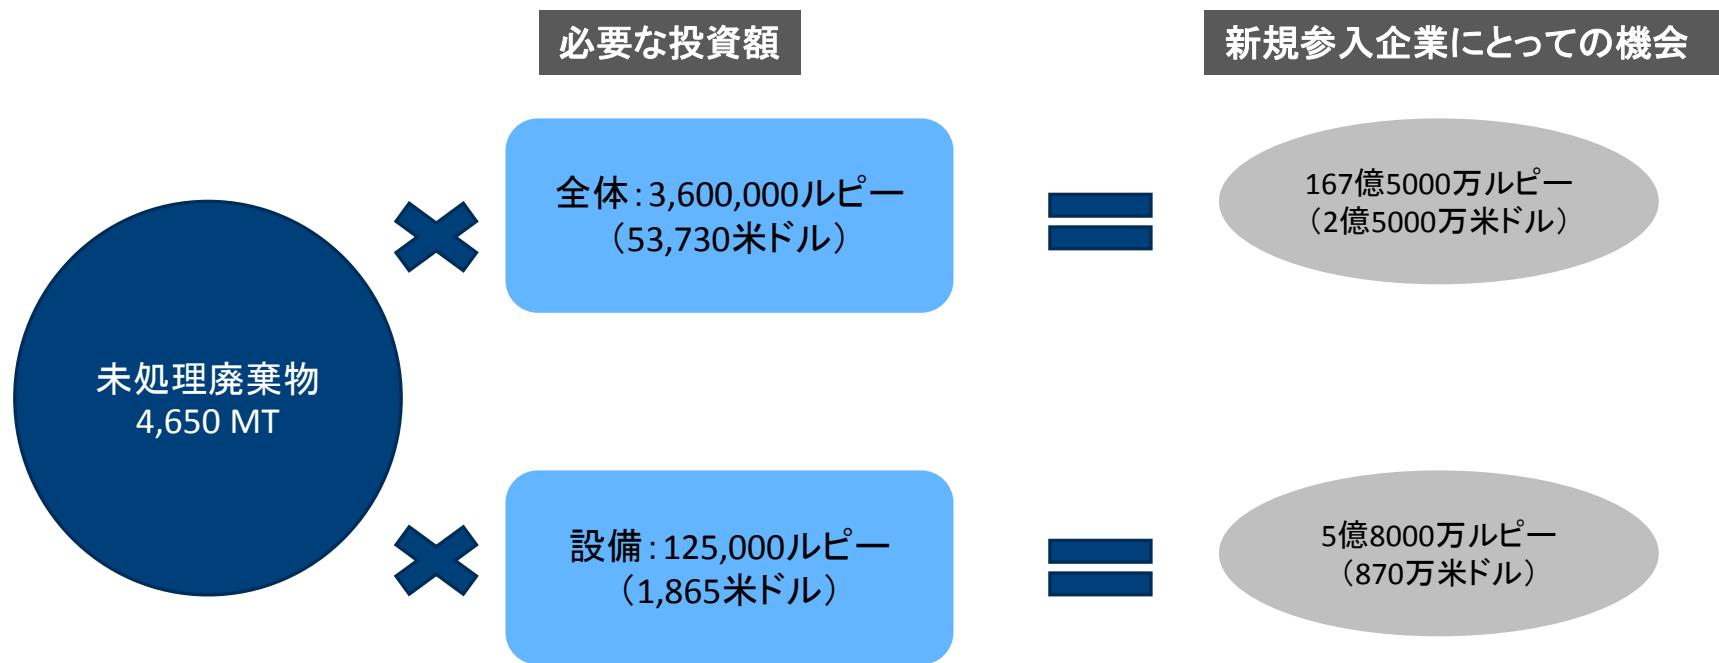 必要な投資額
新規参入企業にとっての機会
未処理廃棄物
4,650 MT
全体：3,600,000ルピー
（53,730米ドル）
167億5000万ルピー
（2億5000万米ドル）
設備：125,000ルピー
（1,865米ドル）
5億8000万ルピー
（870万米ドル）